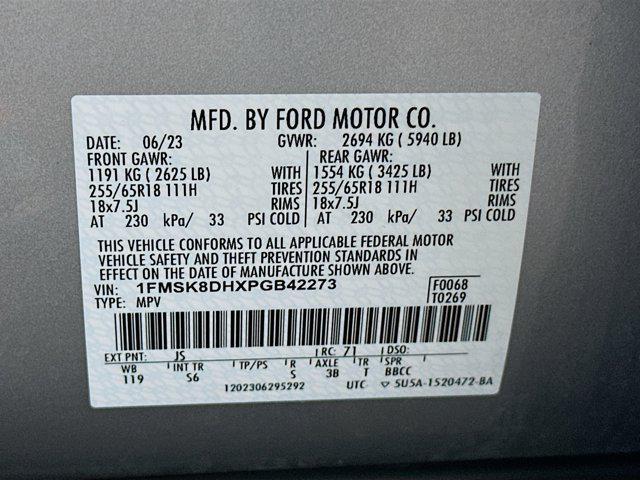 MFD. BY FORD MOTOR CO.
DATE: 06/23 GVWR: 2694 KG ( 5940 LB)
FRONT GAWR: REAR GAWR:
1191 KG ( 2625 LB) WITH 1554 KG ( 3425 LB) WITH
255/65R18 111H TIRES 255/65R18 111H TIRES
18x7.5J RIMS 18x7.5J RIMS
AT 230 kPa/ 33 PSI COLD AT 230 kPa/ 33 PSI COLD
THIS VEHICLE CONFORMS TO ALL APPLICABLE FEDERAL MOTOR
VEHICLE SAFETY AND THEFT PREVENTION STANDARDS IN
EFFECT ON THE DATE OF MANUFACTURE SHOWN ABOVE.
VIN: 1FMSK8DHXPGB42273 F0068
TYPE: MPV T0269
EXT PNT: JS RC: 71 DSO:
WB INT TR TP/PS R AXLE TR SPR
119 S6 S 3B T BBCC
1202306295292 UTC ▽ 5U5A-1520472-BA